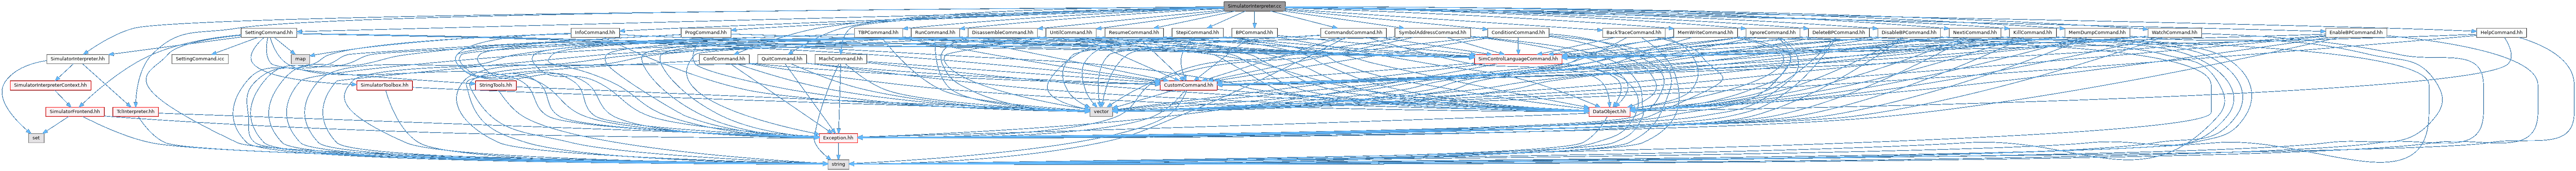 SimulatorInterpreter.cc
SettingCommand.hh
InfoCommand.hh
ProgCommand.hh
TBPCommand.hh
RunCommand.hh
DisassembleCommand.hh
UntilCommand.hh
ResumeCommand.hh
StepiCommand.hh
BPCommand.hh
CommandsCommand.hh
SymbolAddressCommand.hh
ConditionCommand.hh
BackTraceCommand.hh
MemWriteCommand.hh
IgnoreCommand.hh
DeleteBPCommand.hh
DisableBPCommand.hh
NextiCommand.hh
KillCommand.hh
MemDumpCommand.hh
WatchCommand.hh
EnableBPCommand.hh
HelpCommand.hh
SimulatorInterpreter.hh
SettingCommand.icc
map
ConfCommand.hh
QuitCommand.hh
MachCommand.hh
SimControlLanguageCommand.hh
SimulatorInterpreterContext.hh
SimulatorToolbox.hh
StringTools.hh
CustomCommand.hh
SimulatorFrontend.hh
TclInterpreter.hh
vector
DataObject.hh
set
Exception.hh
string